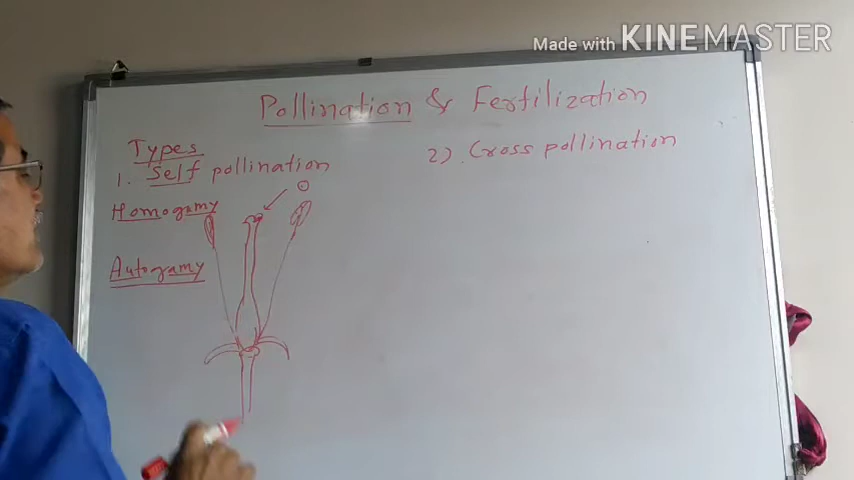 Made with KINEMASTER
Pollination & Fertilization
Types
1. Self pollination
2) Cross pollination
Homogamy
Autogamy